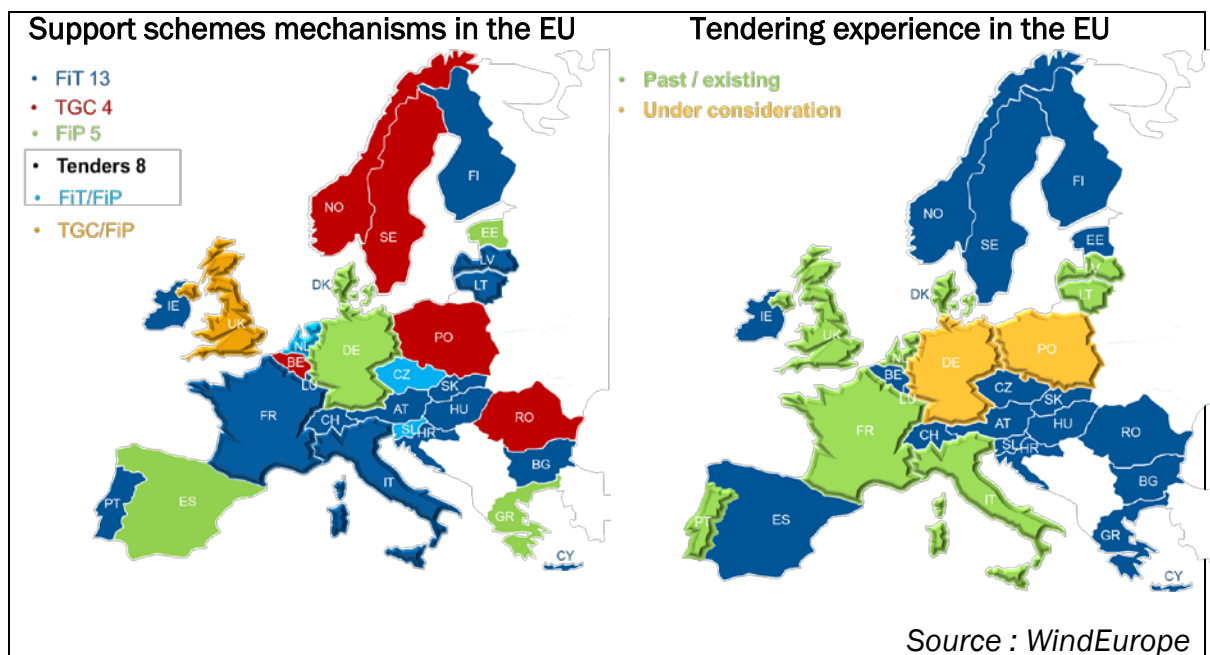 Support schemes mechanisms in the EU
• FiT 13
• TGC 4
• FiP 5
• Tenders 8
• FiT/FiP
• TGC/FiP
NO
SE
FI
EE
LV
LT
DK
IE
UK
NL
BE
LU
DE
PO
CZ
SK
FR
CH
AT
HU
SL
HR
RO
BG
IT
PT
ES
GR
CY
Tendering experience in the EU
• Past / existing
• Under consideration
NO
SE
FI
EE
LV
LT
DK
IE
UK
NL
BE
LU
DE
PO
CZ
SK
FR
CH
AT
HU
SL
HR
RO
BG
IT
PT
ES
GR
CY
Source : WindEurope